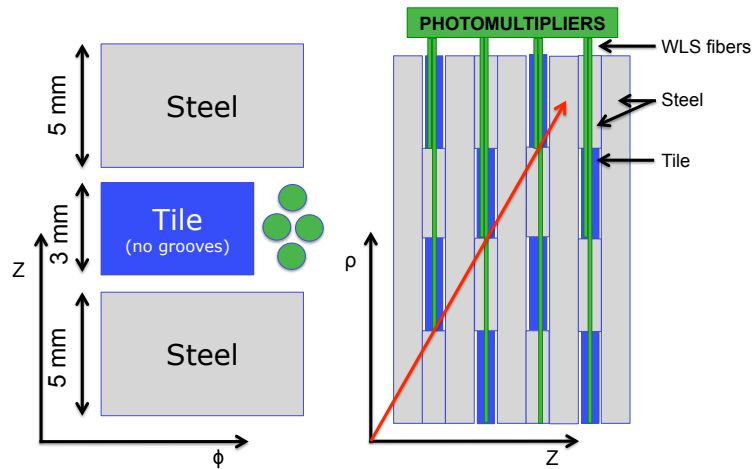 Steel
5 mm
Tile
(no grooves)
3 mm
Z
Steel
5 mm
ϕ
PHOTOMULTIPLIERS
WLS fibers
Steel
Tile
ρ
Z